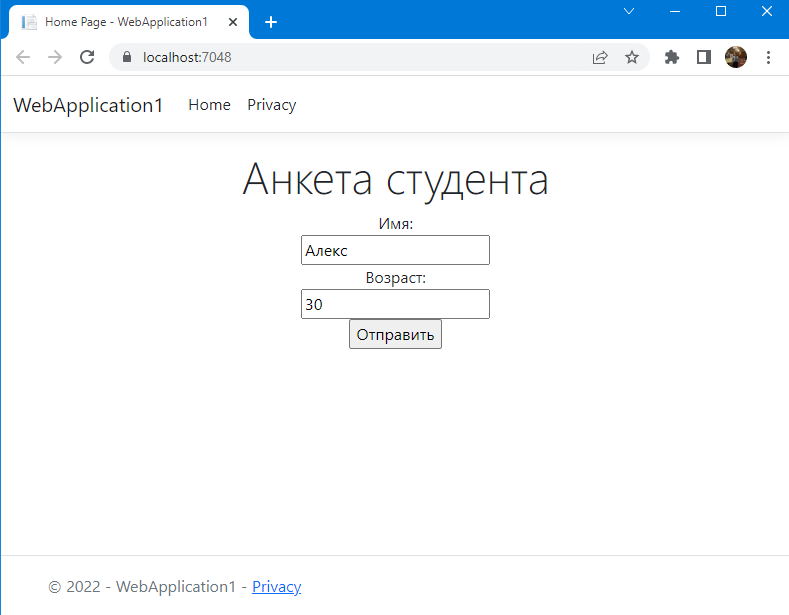 Home Page - WebApplication1
localhost:7048
WebApplication1 Home Privacy
Анкета студента
Имя:
Алекс
Возраст:
30
Отправить
© 2022 - WebApplication1 - Privacy